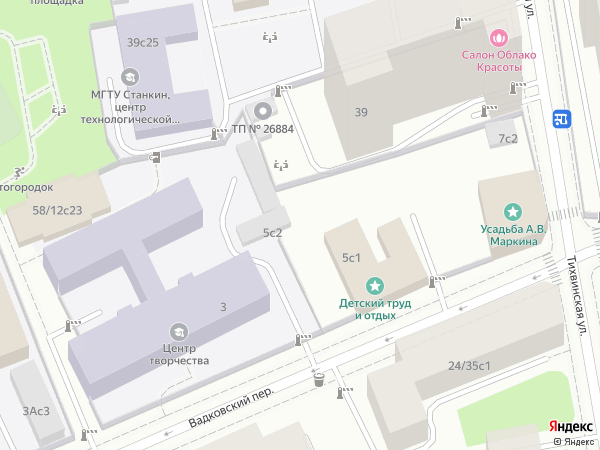 площадка
ул.
39с25
Салон Облако
Красоты
МГТУ Станкин,
центр
технологической...
39
ТП № 26884
7с2
тогородок
58/12с23
5с2
Усадьба А.В.
Маркина
5с1
Тихвинская ул.
3
Детский труд
и отдых
Центр
творчества
24/35с1
Вадковский пер.
3Ас3
Яндекс
© Яндекс